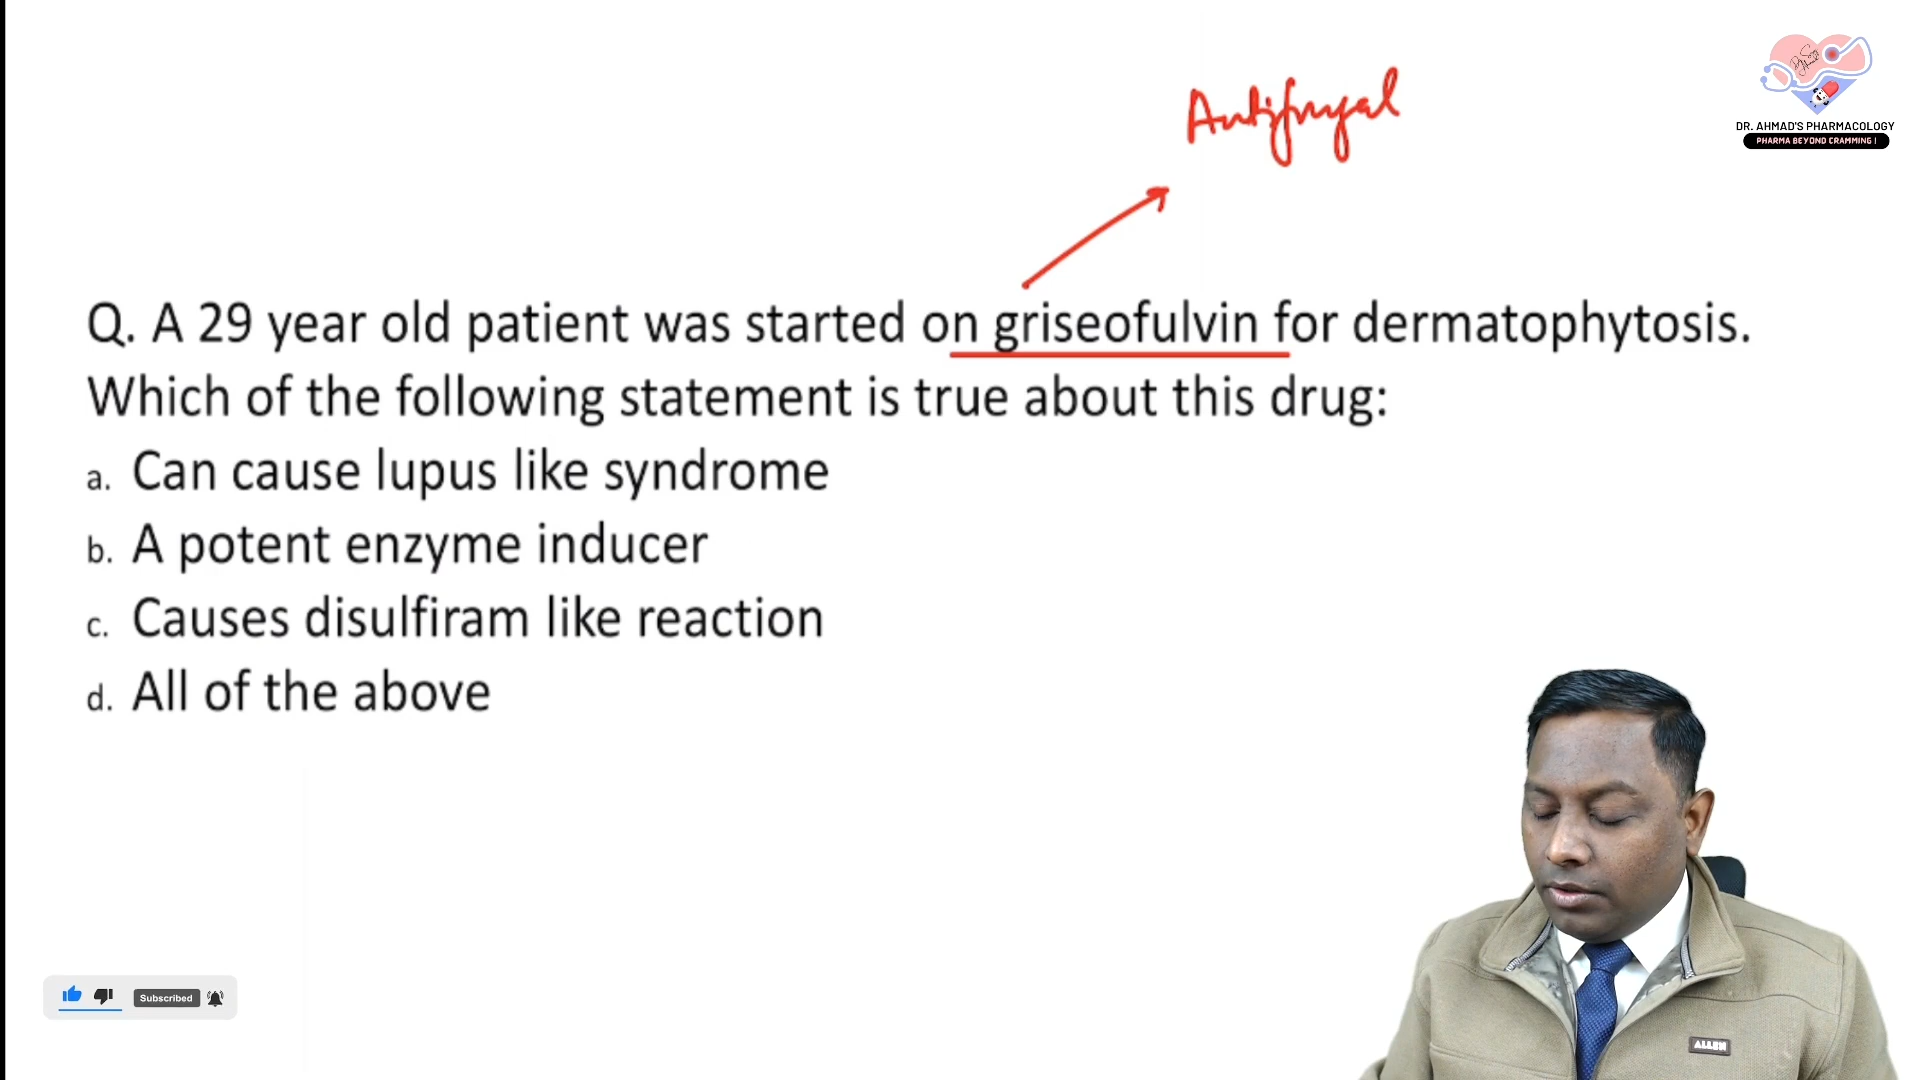 Antifungal
DR. AHMAD'S PHARMACOLOGY
PHARMA BEYOND CRAMMING !
Q. A 29 year old patient was started on griseofulvin for dermatophytosis.
Which of the following statement is true about this drug:
a. Can cause lupus like syndrome
b. A potent enzyme inducer
c. Causes disulfiram like reaction
d. All of the above
Subscribed
ALLEN